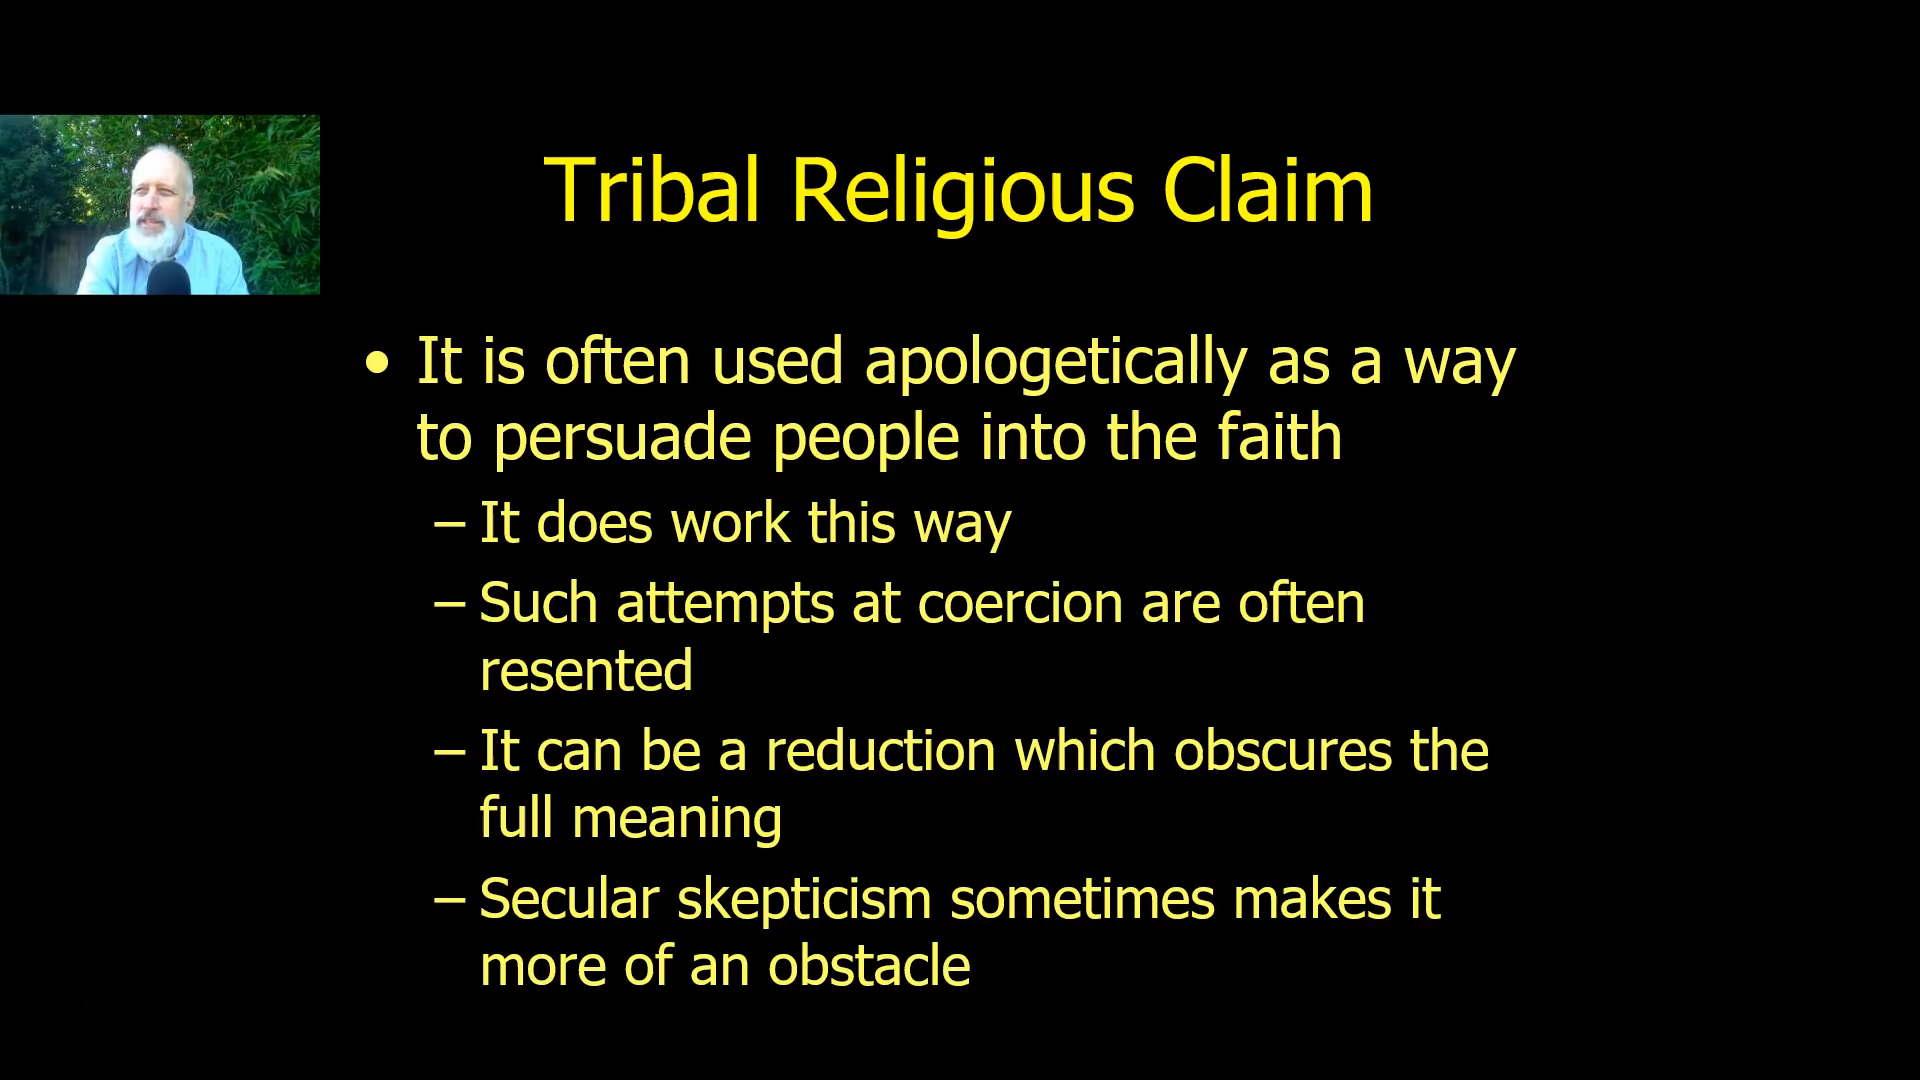 Tribal Religious Claim
• It is often used apologetically as a way
to persuade people into the faith
– It does work this way
– Such attempts at coercion are often
resented
– It can be a reduction which obscures the
full meaning
– Secular skepticism sometimes makes it
more of an obstacle